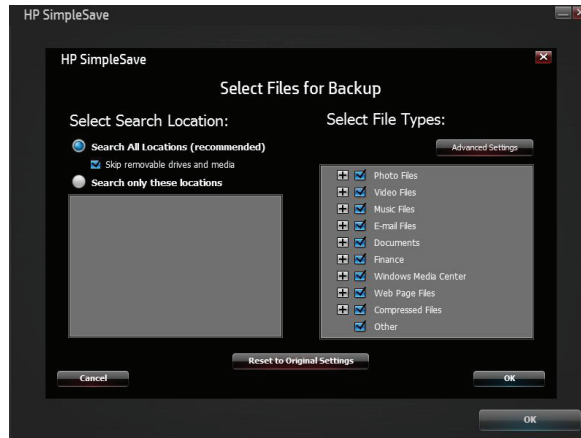 HP SimpleSave
HP SimpleSave
Select Files for Backup
Select Search Location:
Search All Locations (recommended)
Skip removable drives and media
Search only these locations
Select File Types:
Advanced Settings
Photo Files
Video Files
Music Files
E-mail Files
Documents
Finance
Windows Media Center
Web Page Files
Compressed Files
Other
Reset to Original Settings
Cancel
OK
OK